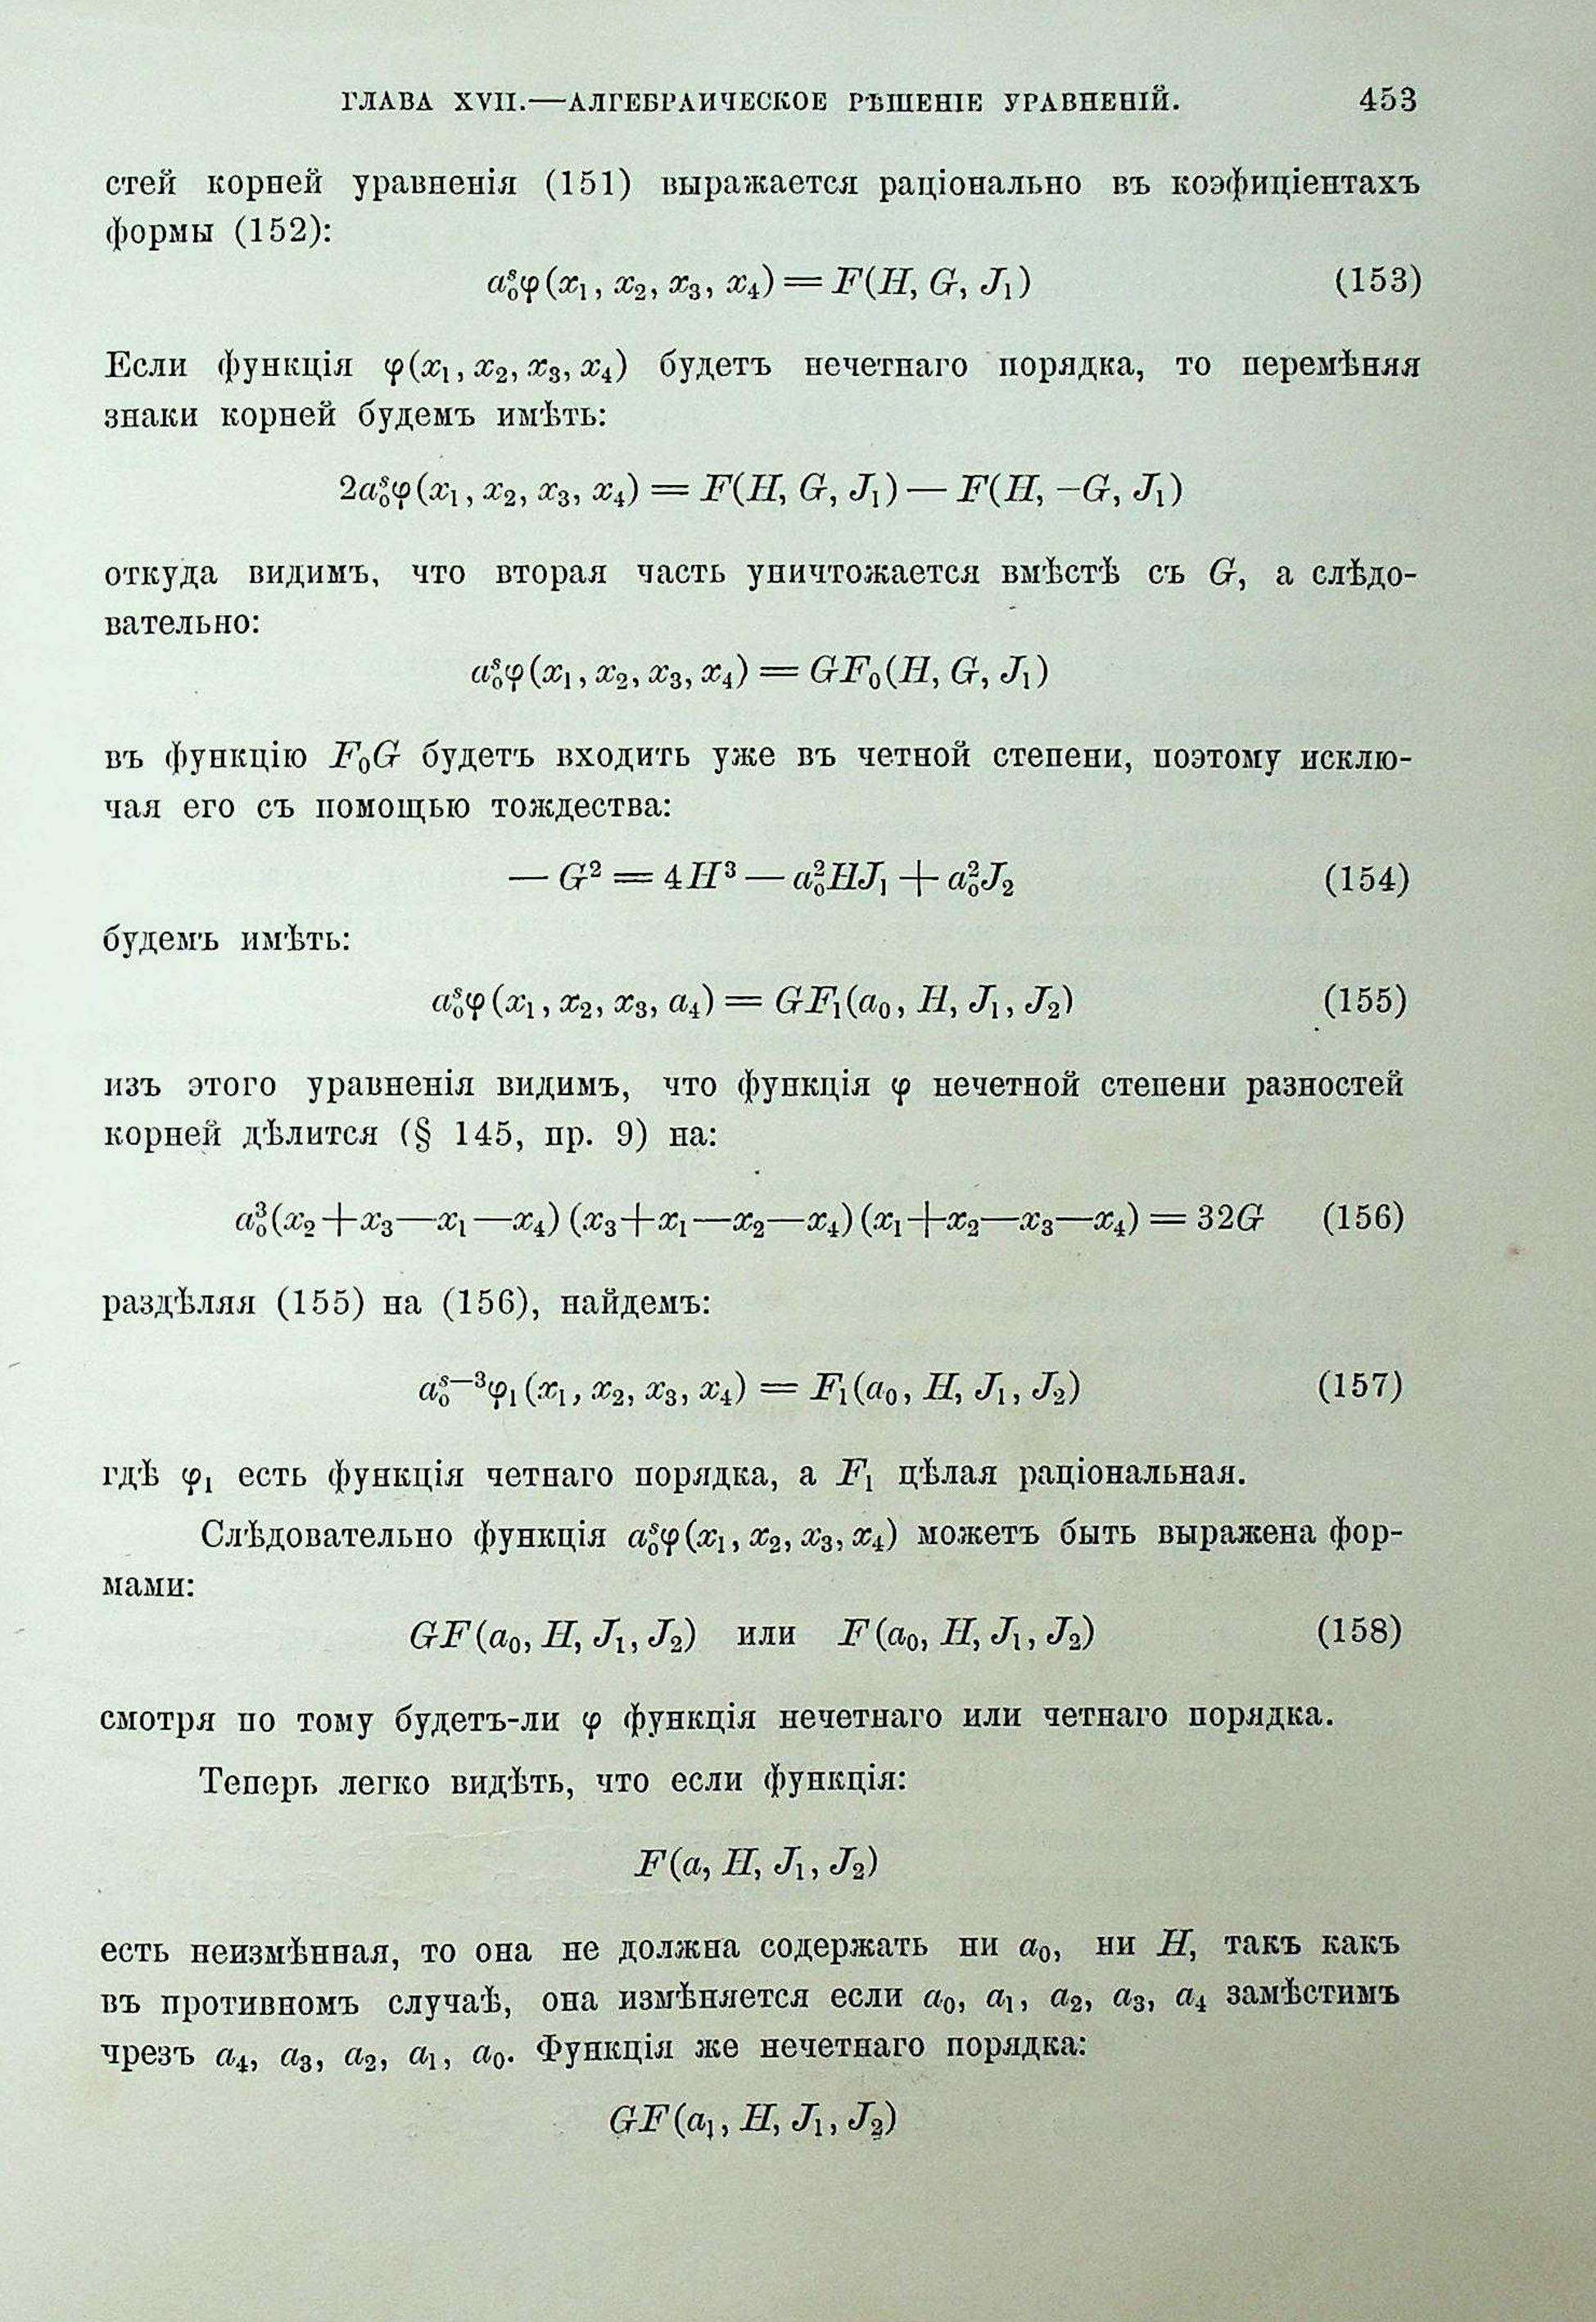 ГЛАВА XVII.—АЛГЕБРАИЧЕСКОЕ РѢШЕНІЕ УРАВНЕНІЙ. 453
стей корней уравненія (151) выражается раціонально въ коэфиціентахъ
формы (152):
a₀ˢφ(x₁, x₂, x₃, x₄) = F(H, G, J₁) (153)
Если функція φ(x₁, x₂, x₃, x₄) будетъ нечетнаго порядка, то перемѣняя
знаки корней будемъ имѣть:
2a₀ˢφ(x₁, x₂, x₃, x₄) = F(H, G, J₁) — F(H, –G, J₁)
откуда видимъ, что вторая часть уничтожается вмѣстѣ съ G, а слѣдо-
вательно:
a₀ˢφ(x₁, x₂, x₃, x₄) = GF₀(H, G, J₁)
въ функцію F₀G будетъ входить уже въ четной степени, поэтому исклю-
чая его съ помощью тождества:
— G² = 4H³ — a₀²HJ₁ + a₀²J₂ (154)
будемъ имѣть:
a₀ˢφ(x₁, x₂, x₃, a₄) = GF₁(a₀, H, J₁, J₂) (155)
изъ этого уравненія видимъ, что функція φ нечетной степени разностей
корней дѣлится (§ 145, пр. 9) на:
a₀³(x₂+x₃—x₁—x₄)(x₃+x₁—x₂—x₄)(x₁+x₂—x₃—x₄) = 32G (156)
раздѣляя (155) на (156), найдемъ:
a₀ˢ⁻³φ₁(x₁, x₂, x₃, x₄) = F₁(a₀, H, J₁, J₂) (157)
гдѣ φ₁ есть функція четнаго порядка, а F₁ цѣлая раціональная.
Слѣдовательно функція a₀ˢφ(x₁, x₂, x₃, x₄) можетъ быть выражена фор-
мами:
GF(a₀, H, J₁, J₂) или F(a₀, H, J₁, J₂) (158)
смотря по тому будетъ-ли φ функція нечетнаго или четнаго порядка.
Теперь легко видѣть, что если функція:
F(a, H, J₁, J₂)
есть неизмѣнная, то она не должна содержать ни a₀, ни H, такъ какъ
въ противномъ случаѣ, она измѣняется если a₀, a₁, a₂, a₃, a₄ замѣстимъ
чрезъ a₄, a₃, a₂, a₁, a₀. Функція же нечетнаго порядка:
GF(a₁, H, J₁, J₂)